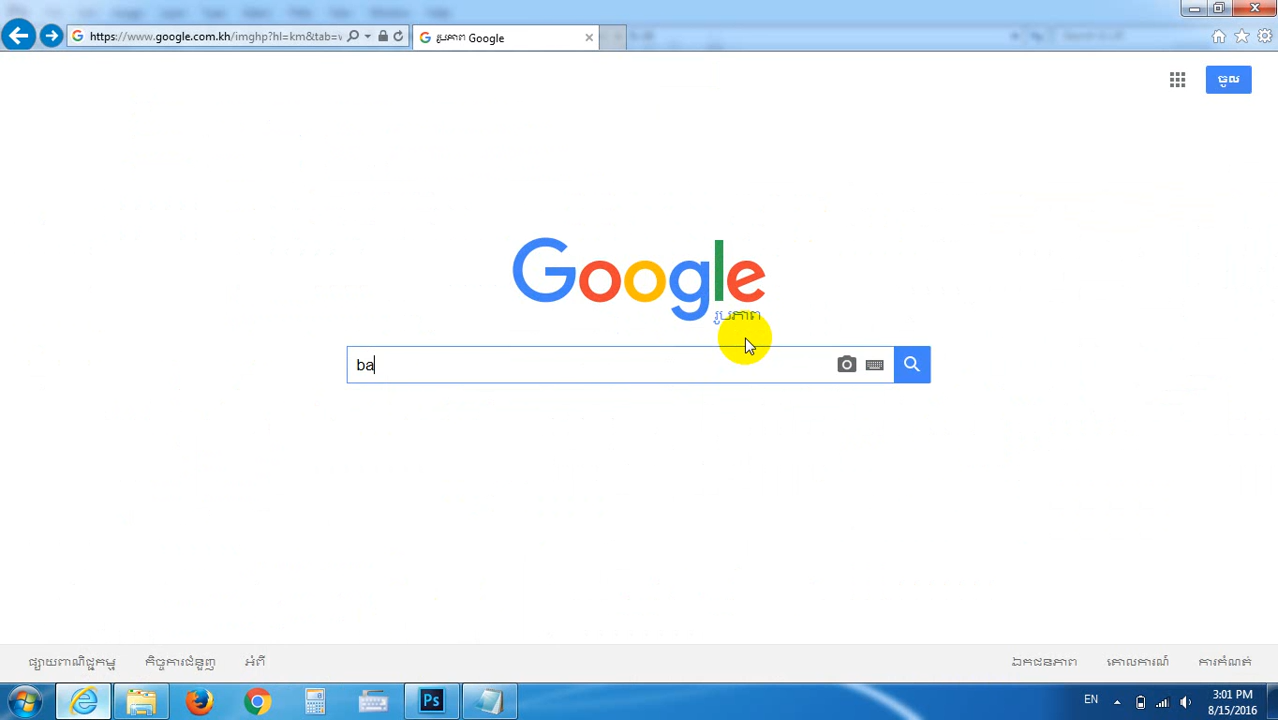 https://www.google.com.kh/imghp?hl=km&tab=v
រូបភាព Google
ចូល
Google
រូបភាព
ba
ផ្សាយពាណិជ្ជកម្ម
កិច្ចការជំនួញ
អំពី
ឯកជនភាព
គោលការណ៍
ការកំណត់
Ps
EN
3:01 PM
8/15/2016